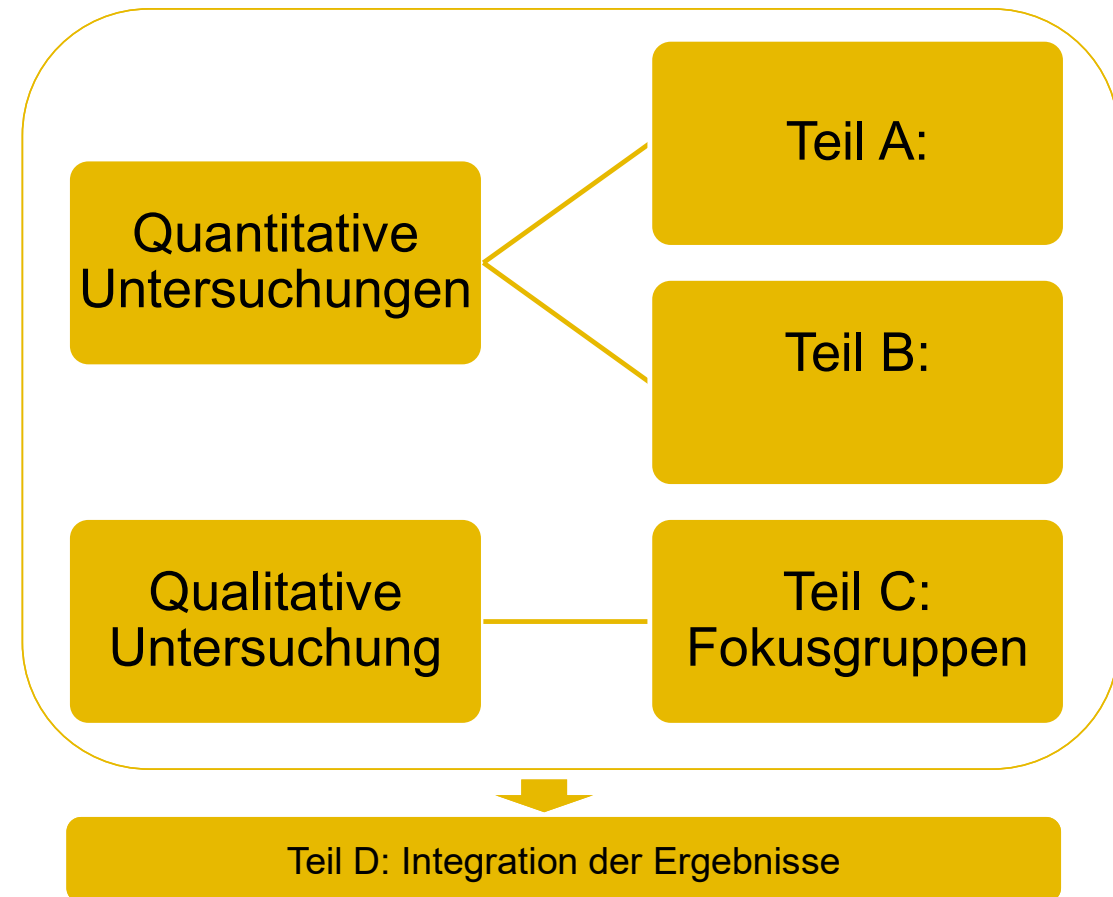 Quantitative
Untersuchungen
Teil A:
Teil B:
Qualitative
Untersuchung
Teil C:
Fokusgruppen
Teil D: Integration der Ergebnisse